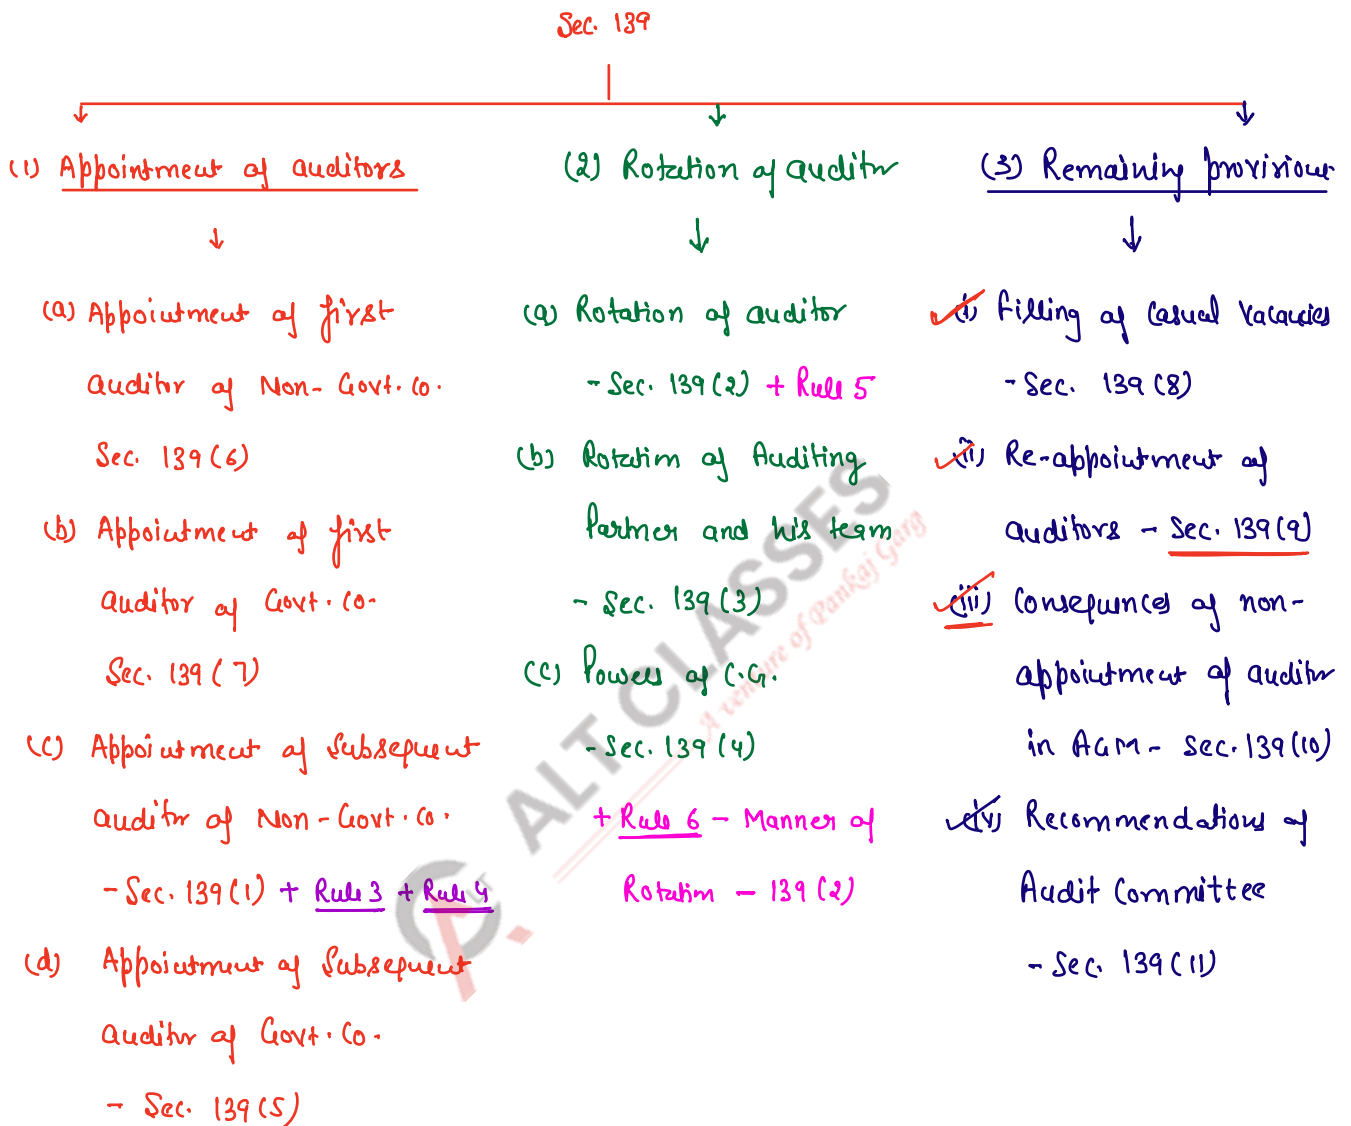 Sec. 139
(1) Appointment of auditors
(a) Appointment of first
auditor of Non-Govt. Co.
Sec. 139(6)
(b) Appointment of first
auditor of Govt. Co.
Sec. 139(7)
(c) Appointment of Subsequent
auditor of Non-Govt. Co.
- Sec. 139(1) + Rule 3 + Rule 4
(d) Appointment of Subsequent
auditor of Govt. Co.
- Sec. 139(5)
(2) Rotation of auditor
(a) Rotation of auditor
- Sec. 139(2) + Rule 5
(b) Rotation of Auditing
Partner and his team
- Sec. 139(3)
(c) Powers of C.G.
- Sec. 139(4)
+ Rule 6 - Manner of
Rotation - 139(2)
(3) Remaining provisions
(i) Filling of Casual Vacancies
- Sec. 139(8)
(ii) Re-appointment of
auditors - Sec. 139(9)
(iii) Consequences of non-
appointment of auditor
in AGM - Sec. 139(10)
(iv) Recommendations of
Audit Committee
- Sec. 139(11)
ALT CLASSES
A venture of Pankaj Garg